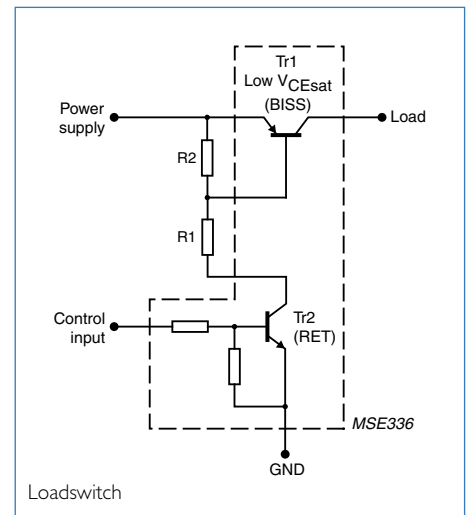 Tr1
Low VCEsat
(BISS)
Power
supply
Load
R2
R1
Control
input
Tr2
(RET)
MSE336
GND
Loadswitch